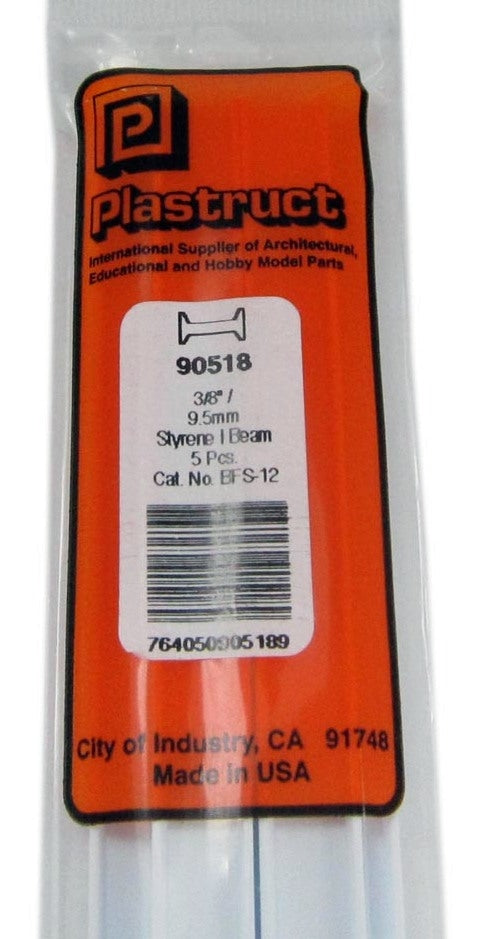 P
Plastruct
International Supplier of Architectural,
Educational and Hobby Model Parts
90518
3/8" /
9.5mm
Styrene I Beam
5 Pcs.
Cat. No. BFS-12
764050905189
City of Industry, CA 91748
Made in USA